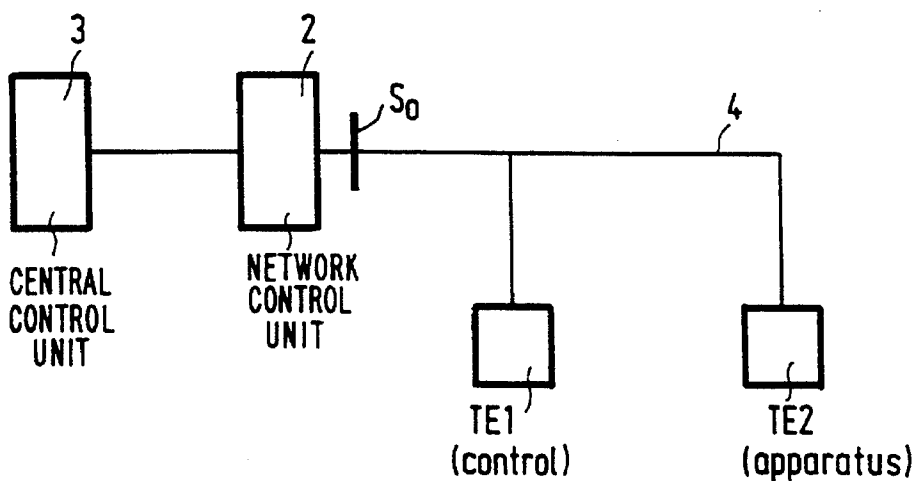 3
2
S0
4
CENTRAL
CONTROL
UNIT
NETWORK
CONTROL
UNIT
TE1
(control)
TE2
(apparatus)